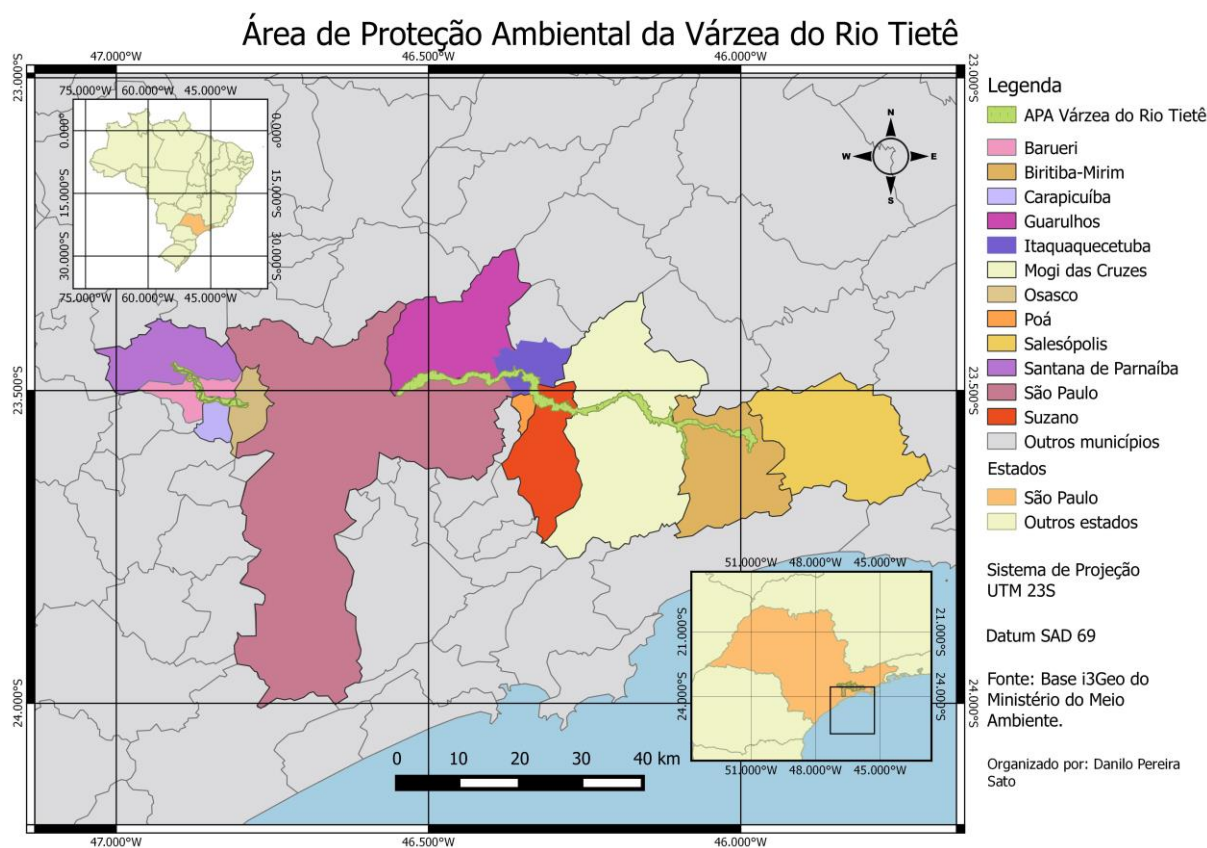 Área de Proteção Ambiental da Várzea do Rio Tietê
47.000°W 46.500°W 46.000°W
23.000°S 23.000°S
75.000°W 60.000°W 45.000°W
0.000° 0.000°
15.000°S 15.000°S
30.000°S 30.000°S
75.000°W 60.000°W 45.000°W
N
W E
S
23.500°S 23.500°S
51.000°W 48.000°W 45.000°W
21.000°S 21.000°S
24.000°S 24.000°S
51.000°W 48.000°W 45.000°W
24.000°S 24.000°S
0 10 20 30 40 km
47.000°W 46.500°W 46.000°W
Legenda
APA Várzea do Rio Tietê
Barueri
Biritiba-Mirim
Carapicuíba
Guarulhos
Itaquaquecetuba
Mogi das Cruzes
Osasco
Poá
Salesópolis
Santana de Parnaíba
São Paulo
Suzano
Outros municípios
Estados
São Paulo
Outros estados
Sistema de Projeção
UTM 23S
Datum SAD 69
Fonte: Base i3Geo do
Ministério do Meio
Ambiente.
Organizado por: Danilo Pereira
Sato